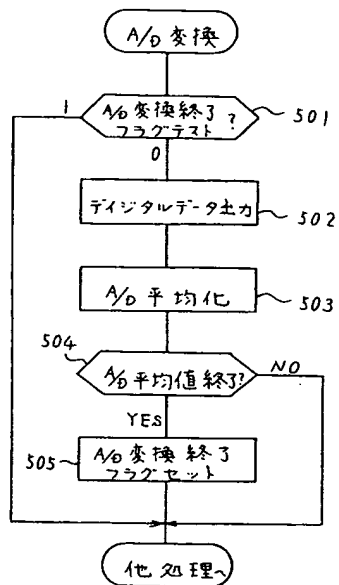 A/D 変換
1
A/D 変換終了
フラグテスト?
501
0
ディジタルデータ出力
502
A/D 平均化
503
504
A/D 平均値終了?
NO
YES
505
A/D 変換終了
フラグセット
他処理へ